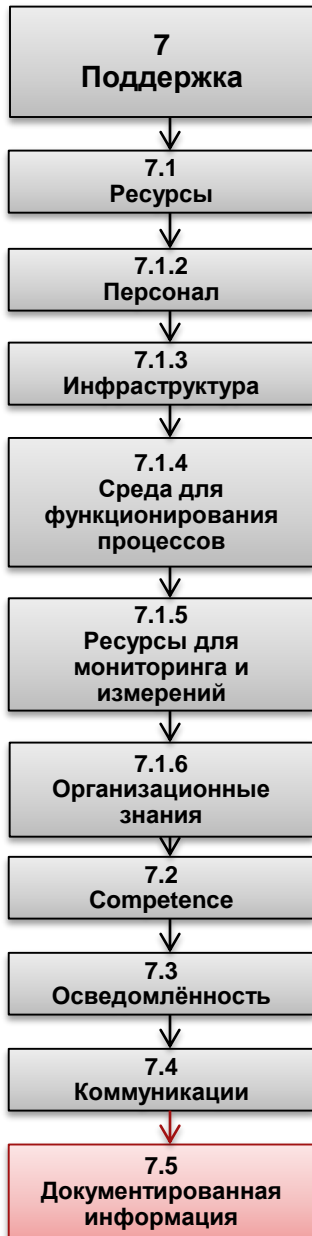 7
Поддержка
7.1
Ресурсы
7.1.2
Персонал
7.1.3
Инфраструктура
7.1.4
Среда для
функционирования
процессов
7.1.5
Ресурсы для
мониторинга и
измерений
7.1.6
Организационные
знания
7.2
Competence
7.3
Осведомлённость
7.4
Коммуникации
7.5
Документированная
информация